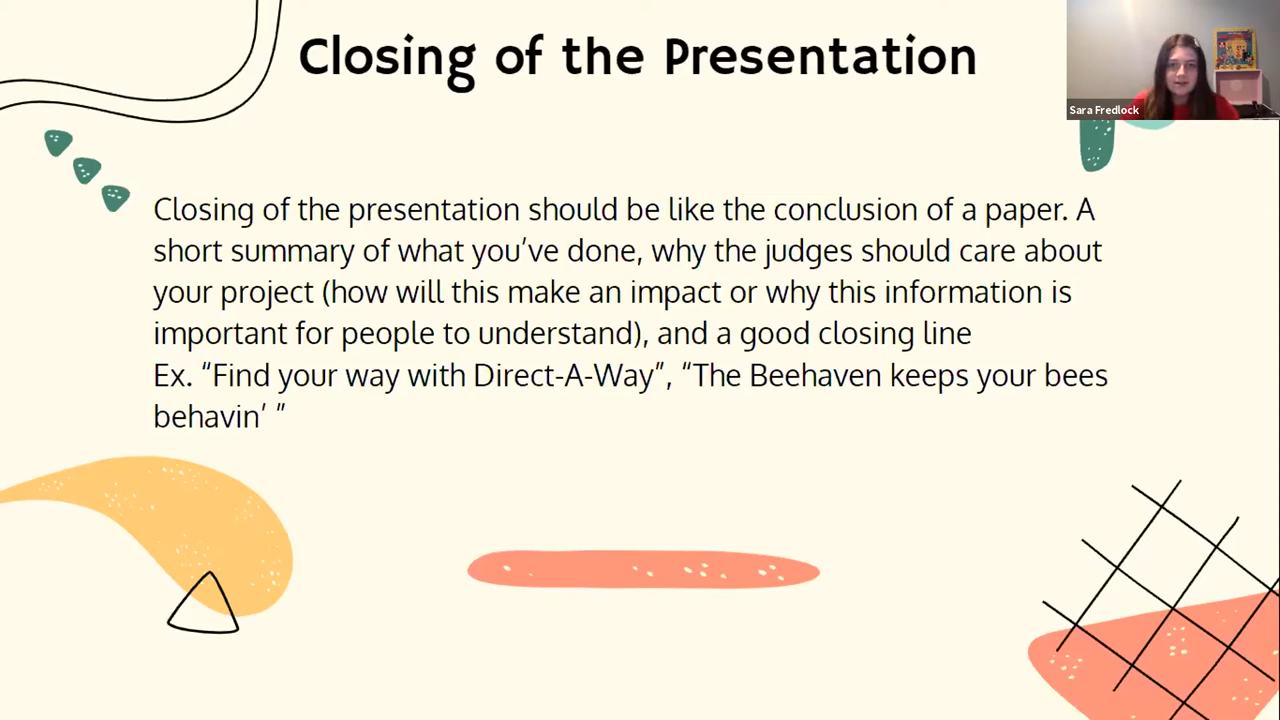 Closing of the Presentation
Sara Fredlock
Closing of the presentation should be like the conclusion of a paper. A
short summary of what you’ve done, why the judges should care about
your project (how will this make an impact or why this information is
important for people to understand), and a good closing line
Ex. “Find your way with Direct-A-Way”, “The Beehaven keeps your bees
behavin’ ”